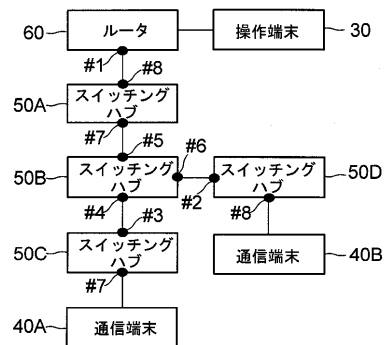 60
ルータ
操作端末
30
#1
#8
50A
スイッチング
ハブ
#7
#5
50B
スイッチング
ハブ
#6
#2
スイッチング
ハブ
50D
#4
#3
#8
50C
スイッチング
ハブ
通信端末
40B
#7
40A
通信端末